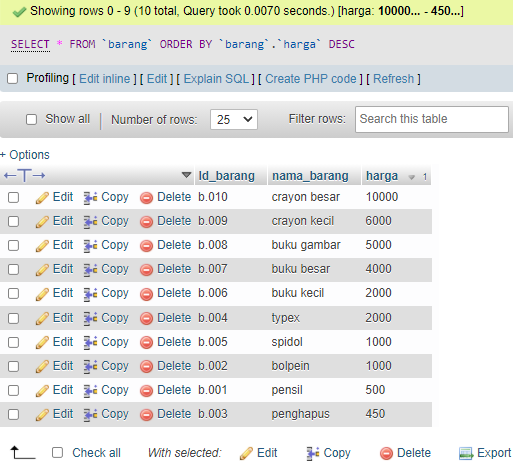 Showing rows 0 - 9 (10 total, Query took 0.0070 seconds.) [harga: 10000... - 450...]
SELECT * FROM `barang` ORDER BY `barang`.`harga` DESC
Profiling [ Edit inline ] [ Edit ] [ Explain SQL ] [ Create PHP code ] [ Refresh ]
Show all Number of rows: 25 Filter rows: Search this table
+ Options
←T→ Id_barang nama_barang harga 1
Edit Copy Delete b.010 crayon besar 10000
Edit Copy Delete b.009 crayon kecil 6000
Edit Copy Delete b.008 buku gambar 5000
Edit Copy Delete b.007 buku besar 4000
Edit Copy Delete b.006 buku kecil 2000
Edit Copy Delete b.004 typex 2000
Edit Copy Delete b.005 spidol 1000
Edit Copy Delete b.002 bolpein 1000
Edit Copy Delete b.001 pensil 500
Edit Copy Delete b.003 penghapus 450
Check all With selected: Edit Copy Delete Export